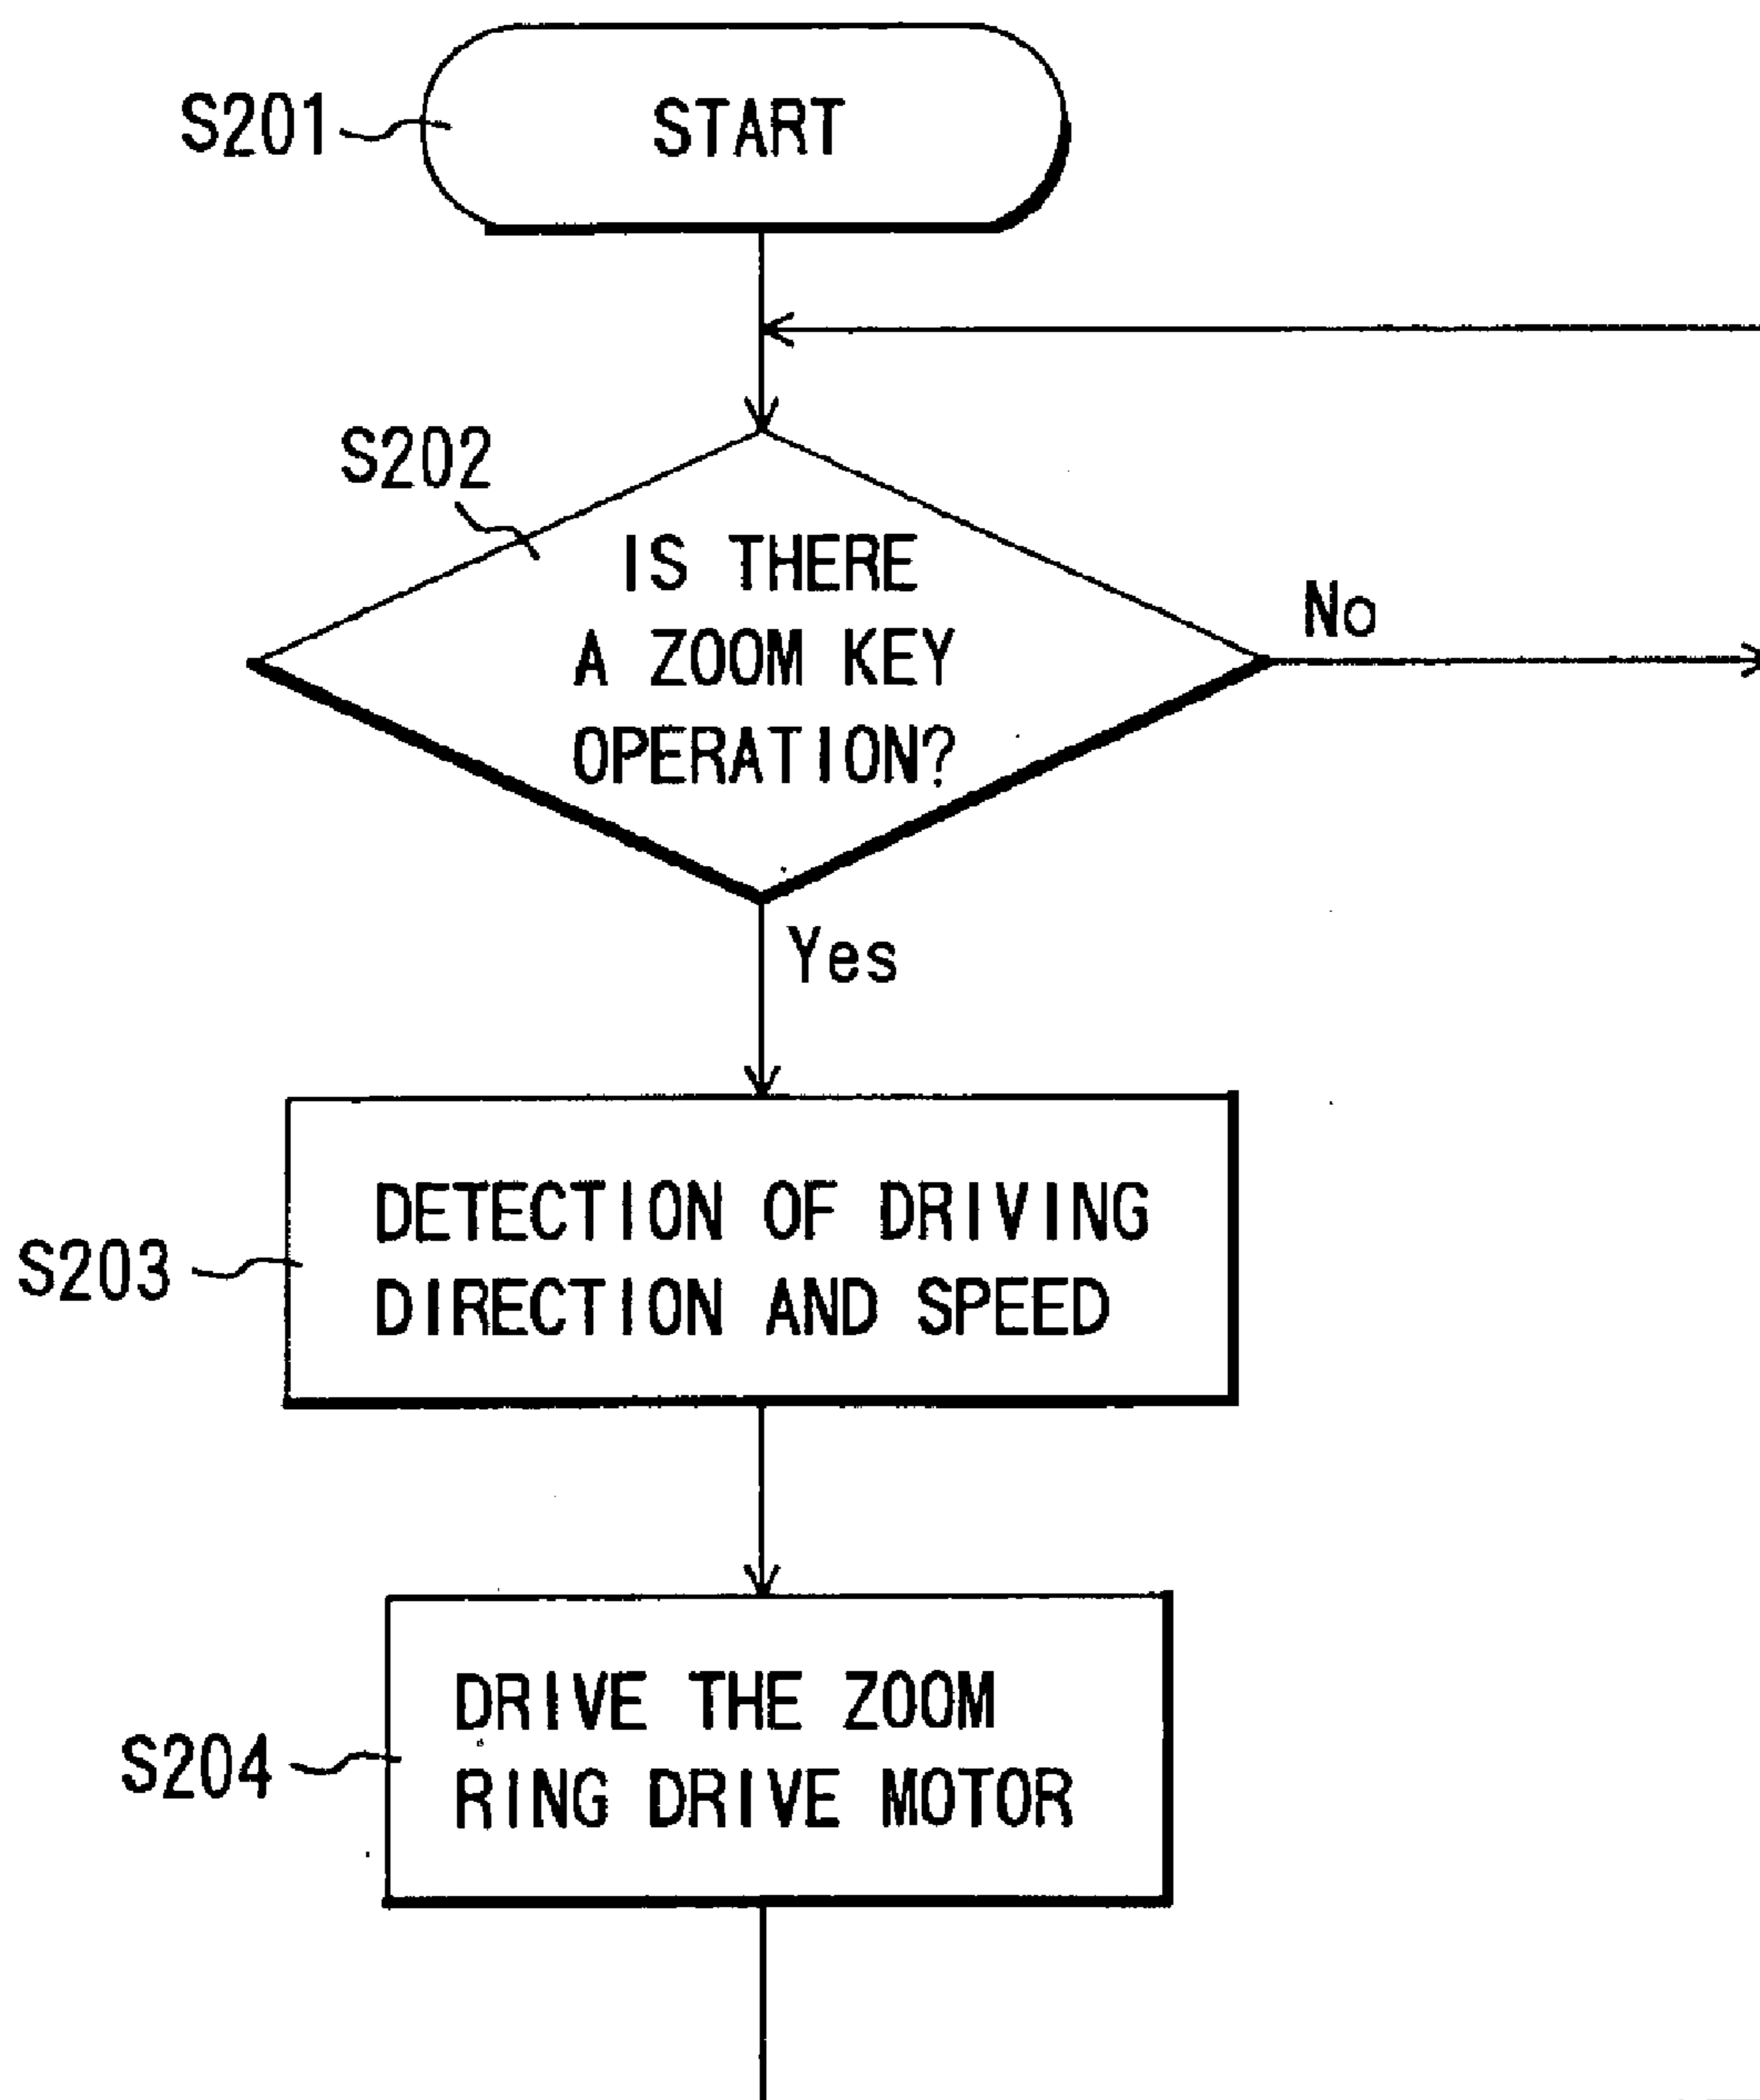 S201
START
S202
IS THERE
A ZOOM KEY
OPERATION?
No
Yes
S203
DETECTION OF DRIVING
DIRECTION AND SPEED
S204
DRIVE THE ZOOM
RING DRIVE MOTOR